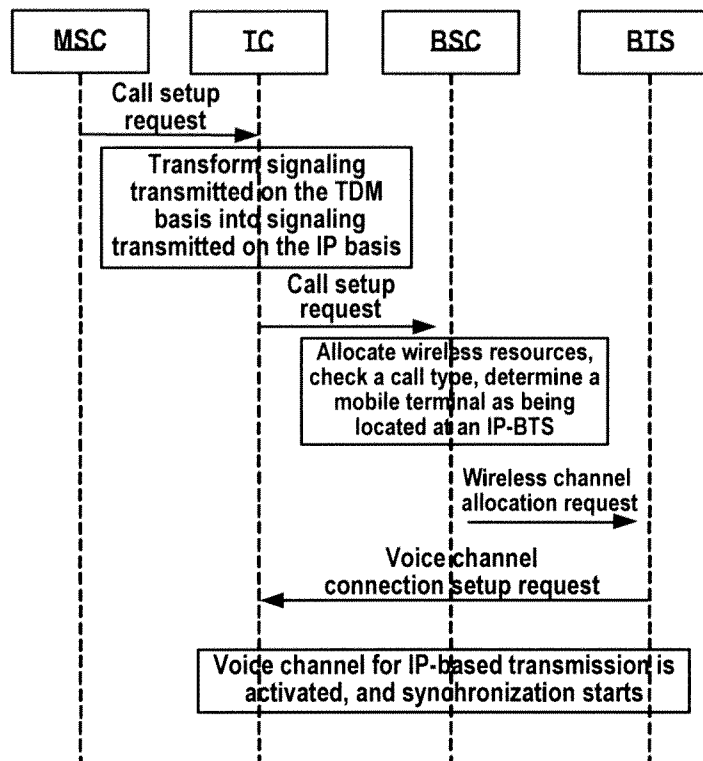 MSC
TC
BSC
BTS
Call setup
request
Transform signaling
transmitted on the TDM
basis into signaling
transmitted on the IP basis
Call setup
request
Allocate wireless resources,
check a call type, determine a
mobile terminal as being
located at an IP-BTS
Wireless channel
allocation request
Voice channel
connection setup request
Voice channel for IP-based transmission is
activated, and synchronization starts